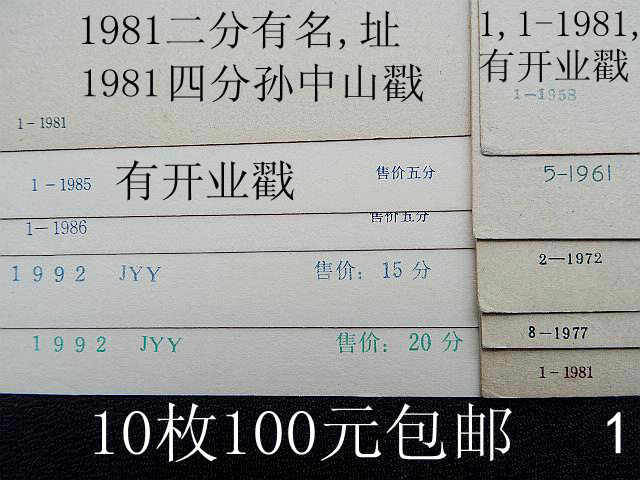 1981二分有名,址
1981四分孙中山戳
1-1981
1-1985 有开业戳 售价五分
1-1986 售价五分
1992 JYY 售价: 15 分
1992 JYY 售价: 20 分
1,1-1981,
有开业戳
1-1958
5-1961
2-1972
8-1977
1-1981
10枚100元包邮 1